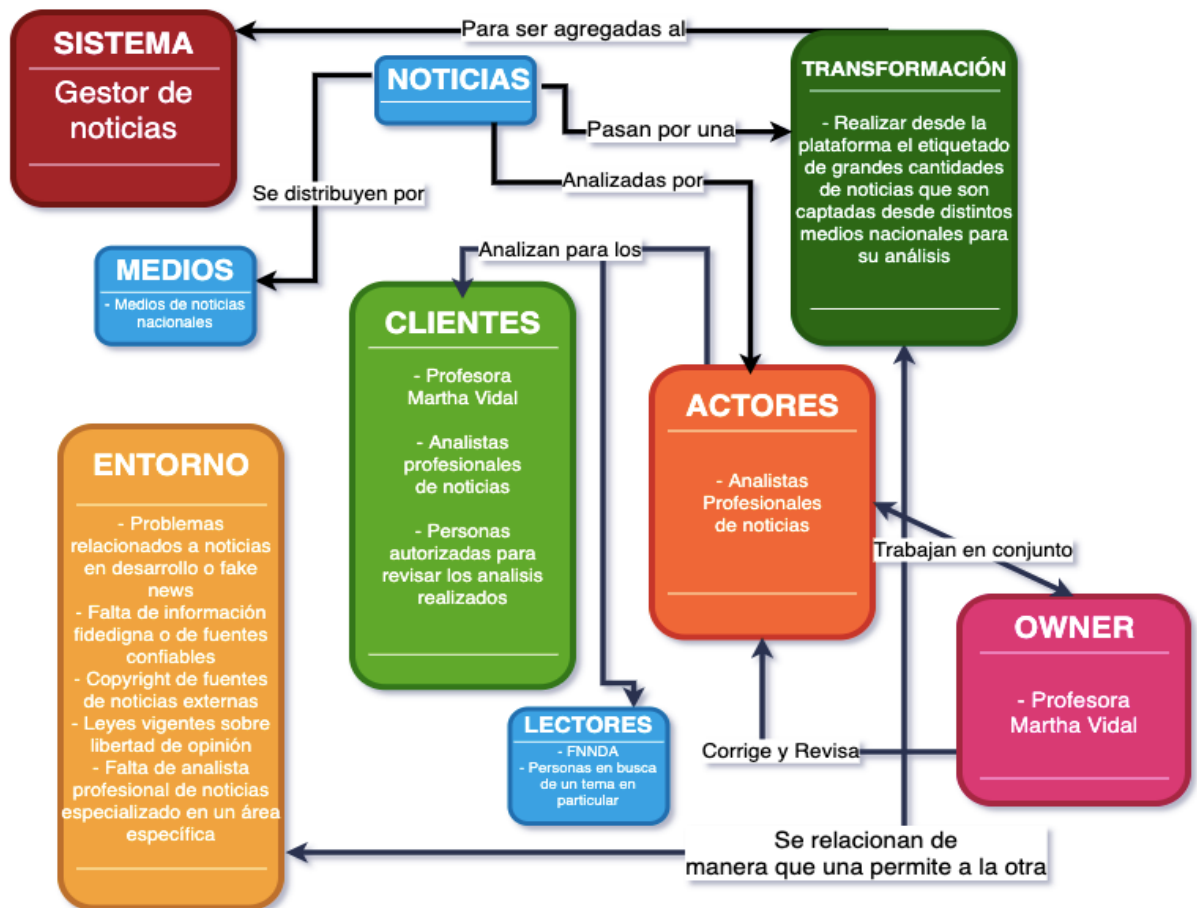 SISTEMA
Gestor de
noticias
Para ser agregadas al
NOTICIAS
TRANSFORMACIÓN
- Realizar desde la
plataforma el etiquetado
de grandes cantidades
de noticias que son
captadas desde distintos
medios nacionales para
su análisis
Pasan por una
Analizadas por
Se distribuyen por
MEDIOS
- Medios de noticias
nacionales
Analizan para los
CLIENTES
- Profesora
Martha Vidal
- Analistas
profesionales
de noticias
- Personas
autorizadas para
revisar los analisis
realizados
ACTORES
- Analistas
Profesionales
de noticias
ENTORNO
- Problemas
relacionados a noticias
en desarrollo o fake
news
- Falta de información
fidedigna o de fuentes
confiables
- Copyright de fuentes
de noticias externas
- Leyes vigentes sobre
libertad de opinión
- Falta de analista
profesional de noticias
especializado en un área
específica
Trabajan en conjunto
OWNER
- Profesora
Martha Vidal
LECTORES
- FNNDA
- Personas en busca
de un tema en
particular
Corrige y Revisa
Se relacionan de
manera que una permite a la otra